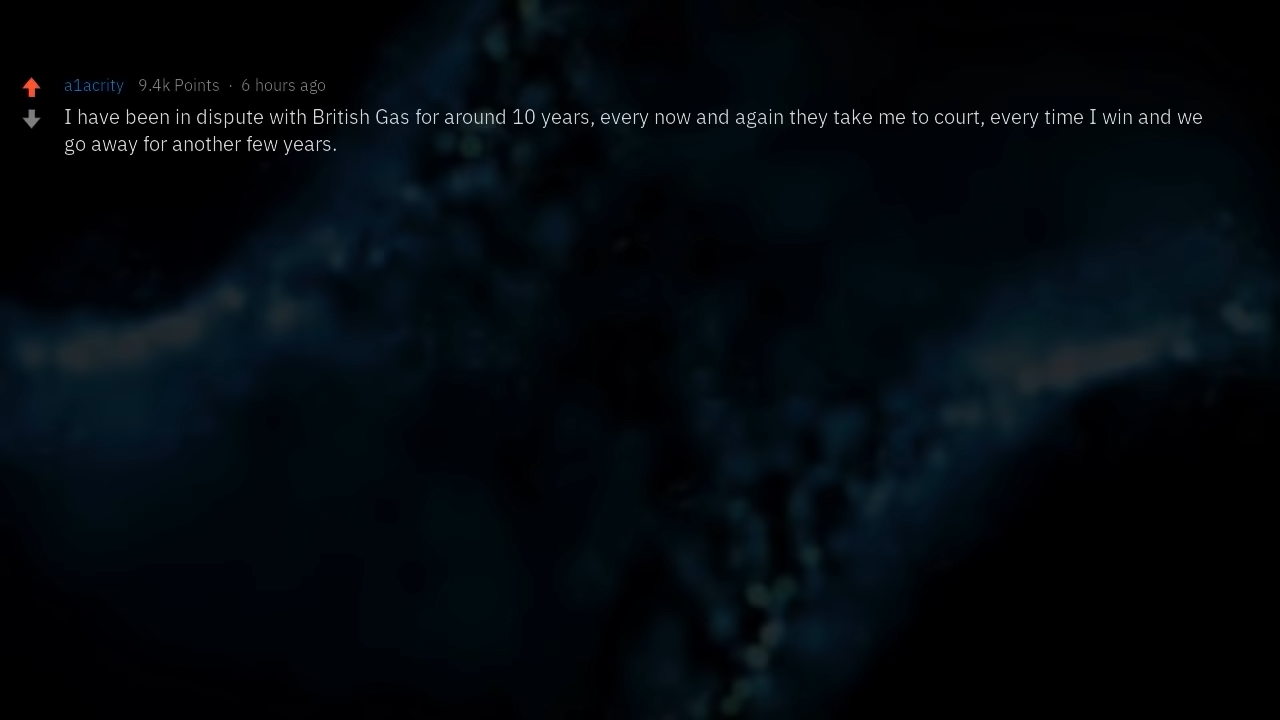 a1acrity 9.4k Points · 6 hours ago
I have been in dispute with British Gas for around 10 years, every now and again they take me to court, every time I win and we
go away for another few years.